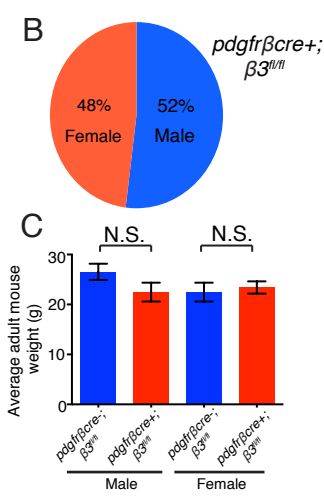 B
pdgfrβcre+;
β3fl/fl
48%
Female
52%
Male
C
N.S.
N.S.
Average adult mouse
weight (g)
30
20
10
0
pdgfrβcre-;
β3fl/fl
pdgfrβcre+;
β3fl/fl
pdgfrβcre-;
β3fl/fl
pdgfrβcre+;
β3fl/fl
Male
Female